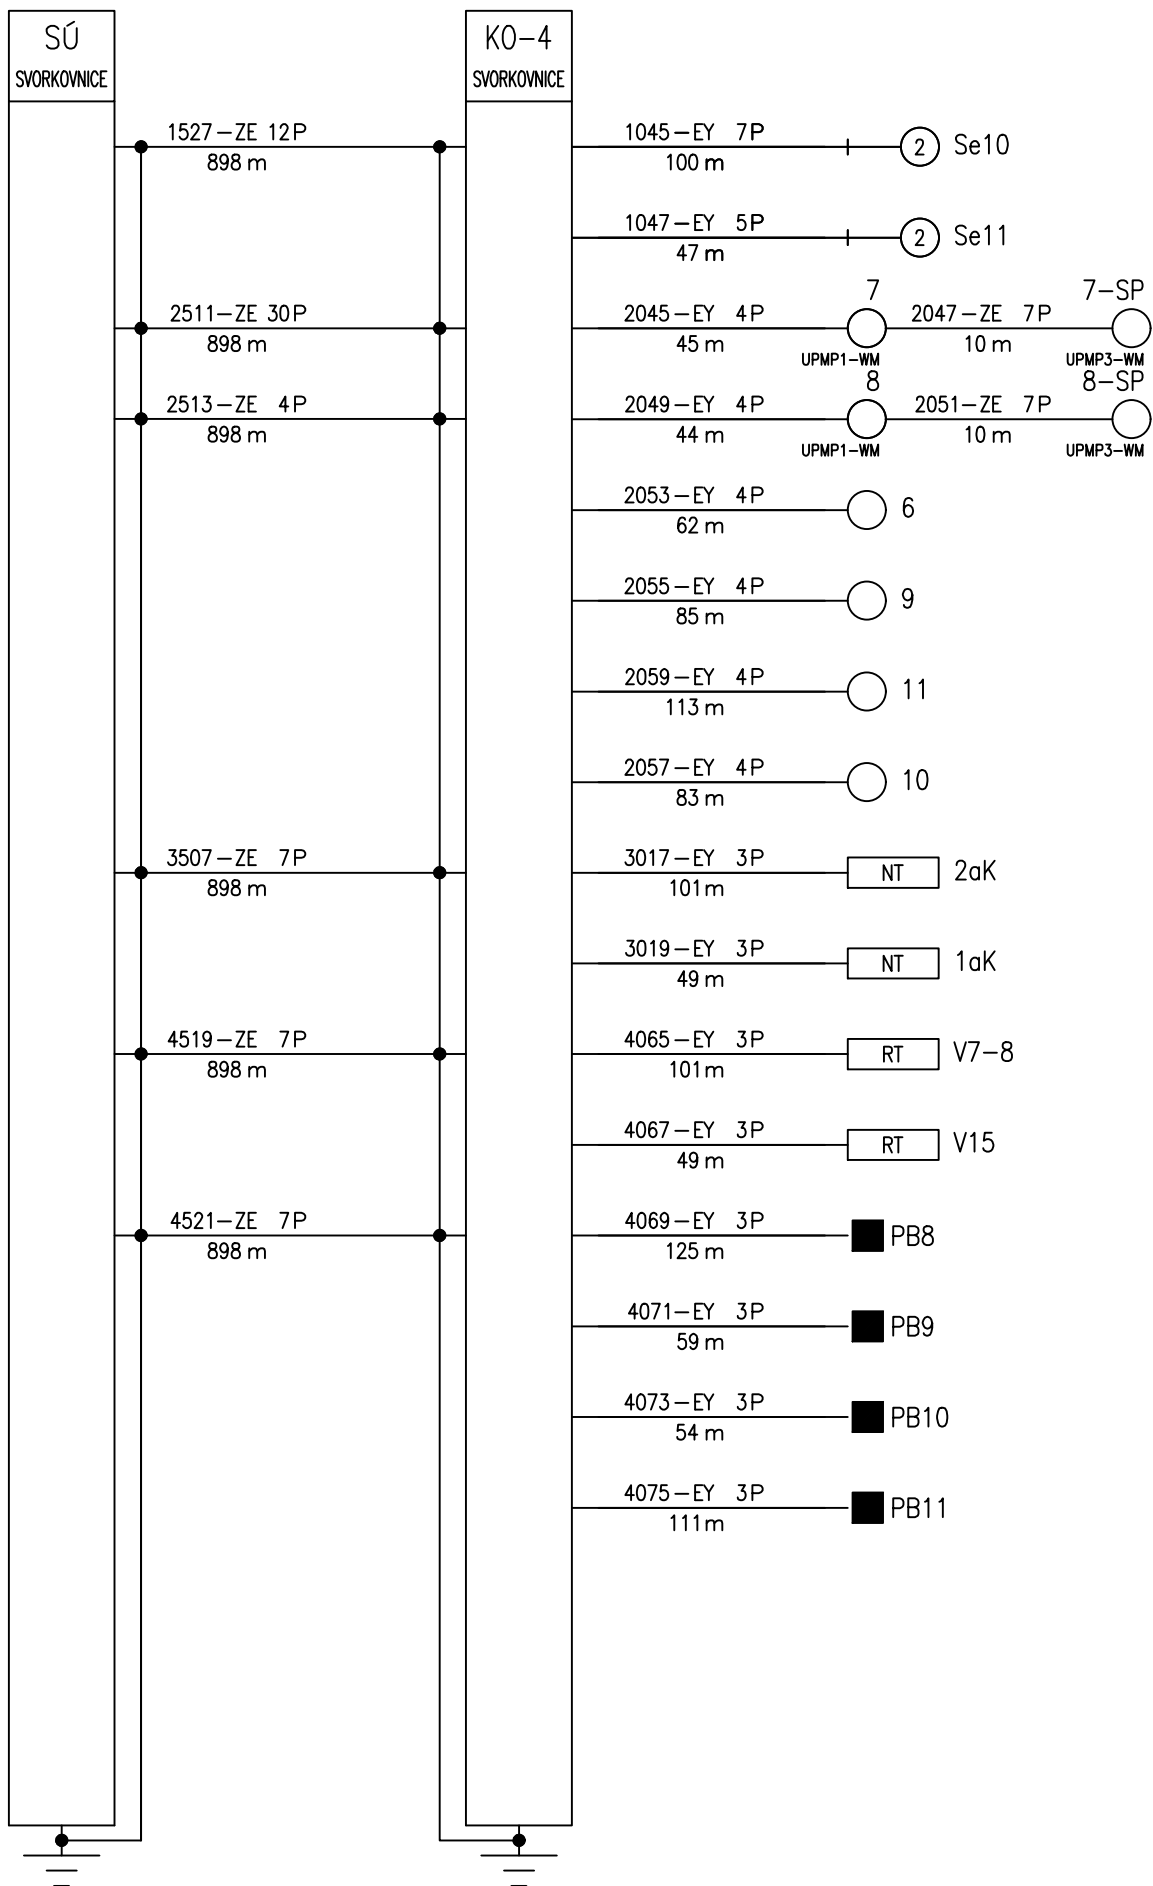 SÚ
SVORKOVNICE
KO-4
SVORKOVNICE
1527-ZE 12P
898 m
1045-EY 7P
100 m
2
Se10
1047-EY 5P
47 m
2
Se11
2511-ZE 30P
898 m
2045-EY 4P
45 m
7
UPMP1-WM
2047-ZE 7P
10 m
7-SP
UPMP3-WM
2513-ZE 4P
898 m
2049-EY 4P
44 m
8
UPMP1-WM
2051-ZE 7P
10 m
8-SP
UPMP3-WM
2053-EY 4P
62 m
6
2055-EY 4P
85 m
9
2059-EY 4P
113 m
11
2057-EY 4P
83 m
10
3507-ZE 7P
898 m
3017-EY 3P
101 m
NT
2aK
3019-EY 3P
49 m
NT
1aK
4519-ZE 7P
898 m
4065-EY 3P
101 m
RT
V7-8
4067-EY 3P
49 m
RT
V15
4521-ZE 7P
898 m
4069-EY 3P
125 m
PB8
4071-EY 3P
59 m
PB9
4073-EY 3P
54 m
PB10
4075-EY 3P
111 m
PB11